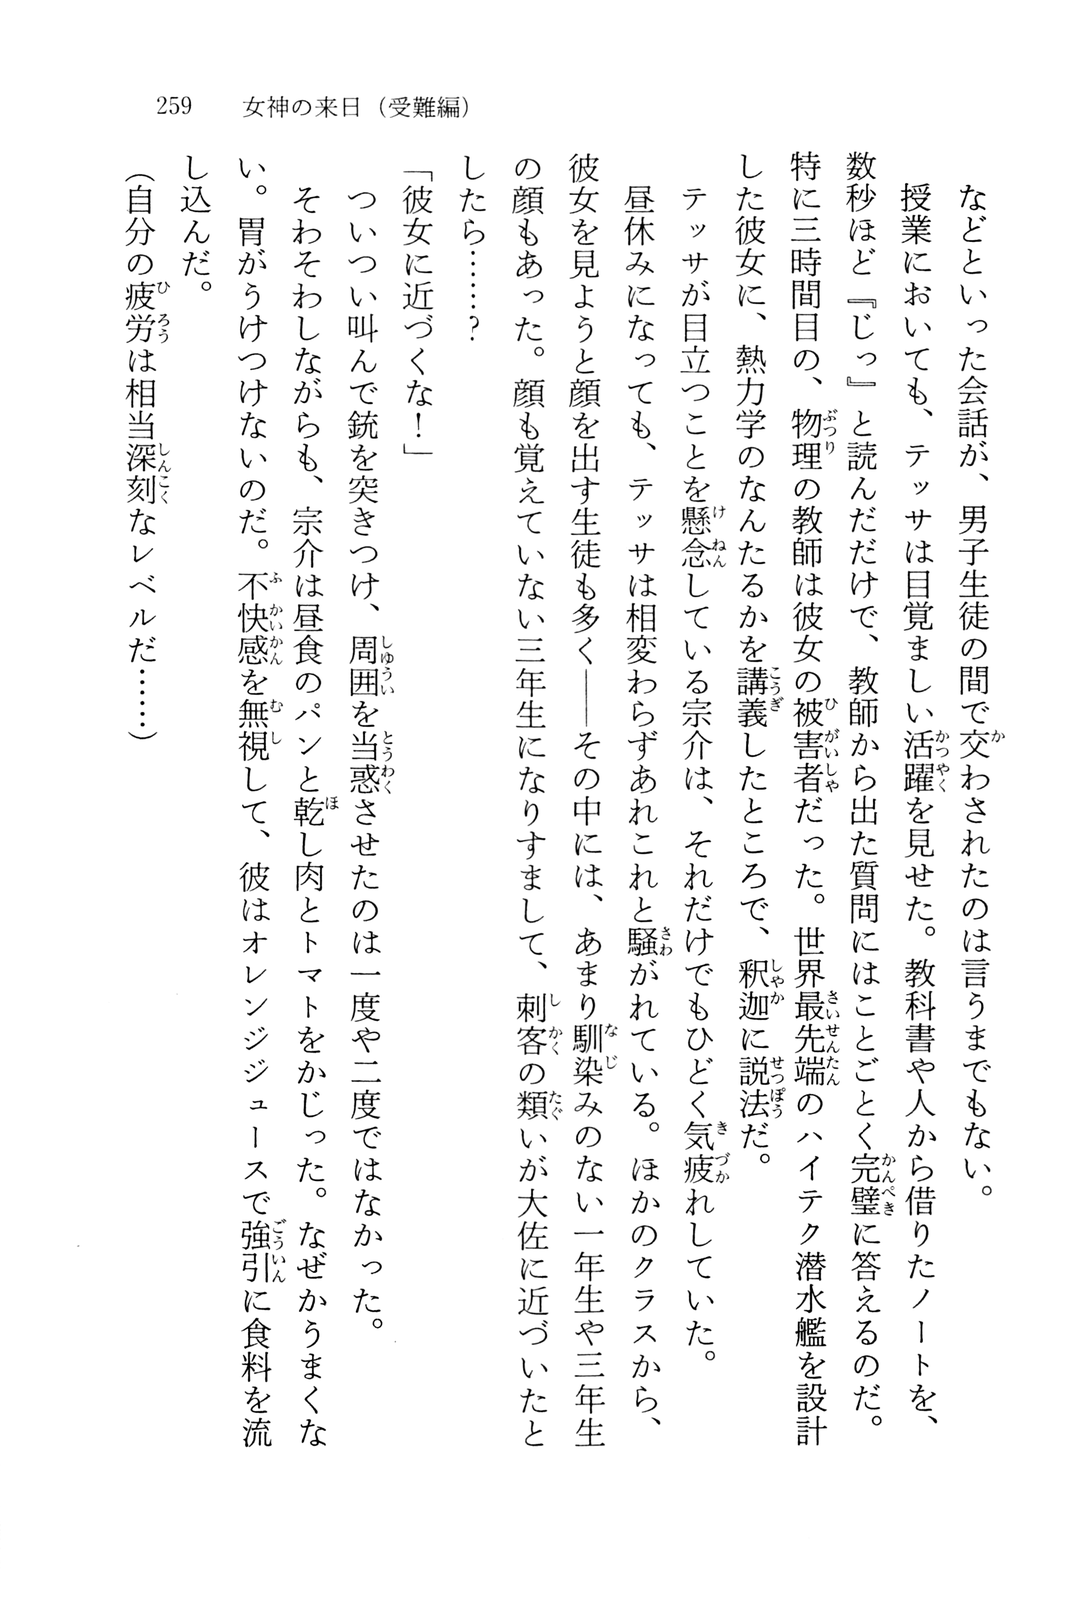 259　女神の来日（受難編）
などといった会話が、男子生徒の間で交わされたのは言うまでもない。
授業においても、テッサは目覚ましい活躍を見せた。教科書や人から借りたノートを、
数秒ほど『じっ』と読んだだけで、教師から出た質問にはことごとく完璧に答えるのだ。
特に三時間目の、物理の教師は彼女の被害者だった。世界最先端のハイテク潜水艦を設計
した彼女に、熱力学のなんたるかを講義したところで、釈迦に説法だ。
テッサが目立つことを懸念している宗介は、それだけでもひどく気疲れしていた。
昼休みになっても、テッサは相変わらずあれこれと騒がれている。ほかのクラスから、
彼女を見ようと顔を出す生徒も多く――その中には、あまり馴染みのない一年生や三年生
の顔もあった。顔も覚えていない三年生になりすまして、刺客の類いが大佐に近づいたと
したら……？
「彼女に近づくな！」
ついつい叫んで銃を突きつけ、周囲を当惑させたのは一度や二度ではなかった。
そわそわしながらも、宗介は昼食のパンと乾し肉とトマトをかじった。なぜかうまくな
い。胃がうけつけないのだ。不快感を無視して、彼はオレンジジュースで強引に食料を流
し込んだ。
（自分の疲労は相当深刻なレベルだ……）